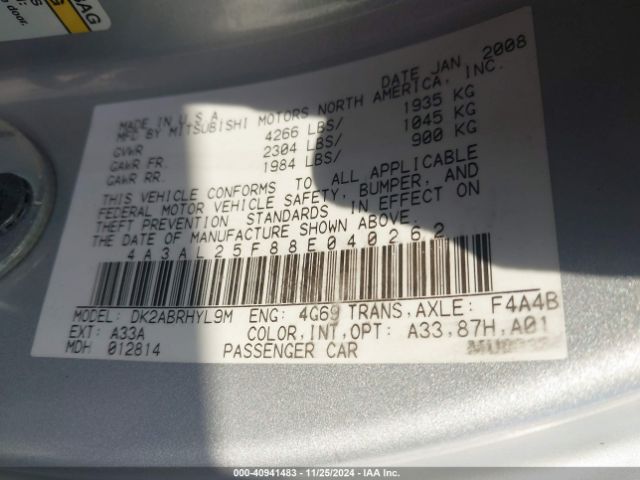 BAG
door.
DATE JAN 2008
MADE IN U.S.A.
MFG BY MITSUBISHI MOTORS NORTH AMERICA, INC.
GVWR 4266 LBS/ 1935 KG
GAWR FR. 2304 LBS/ 1045 KG
GAWR RR. 1984 LBS/ 900 KG
THIS VEHICLE CONFORMS TO ALL APPLICABLE
FEDERAL MOTOR VEHICLE SAFETY, BUMPER, AND
THEFT PREVENTION STANDARDS IN EFFECT ON
THE DATE OF MANUFACTURE SHOWN ABOVE.
4A3AL25F88E040262
MODEL: DK2ABRHYL9M ENG: 4G69 TRANS,AXLE: F4A4B
EXT: A33A COLOR,INT,OPT: A33,87H,A01
MDH 012814 PASSENGER CAR
000-40941483 - 11/25/2024 - IAA Inc.